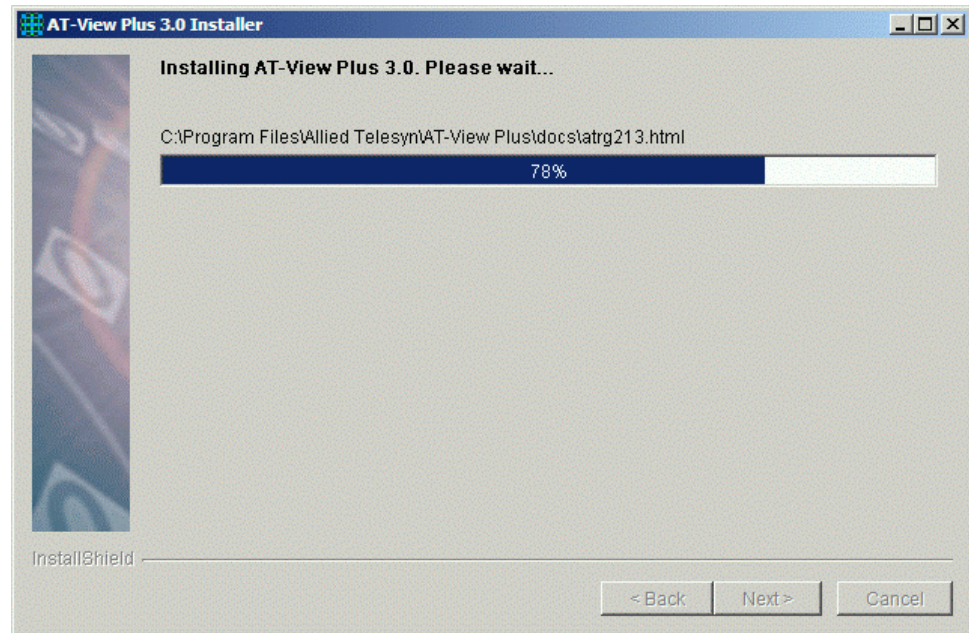 AT-View Plus 3.0 Installer
Installing AT-View Plus 3.0. Please wait...
C:\Program Files\Allied Telesyn\AT-View Plus\docs\atrg213.html
78%
InstallShield
< Back
Next >
Cancel